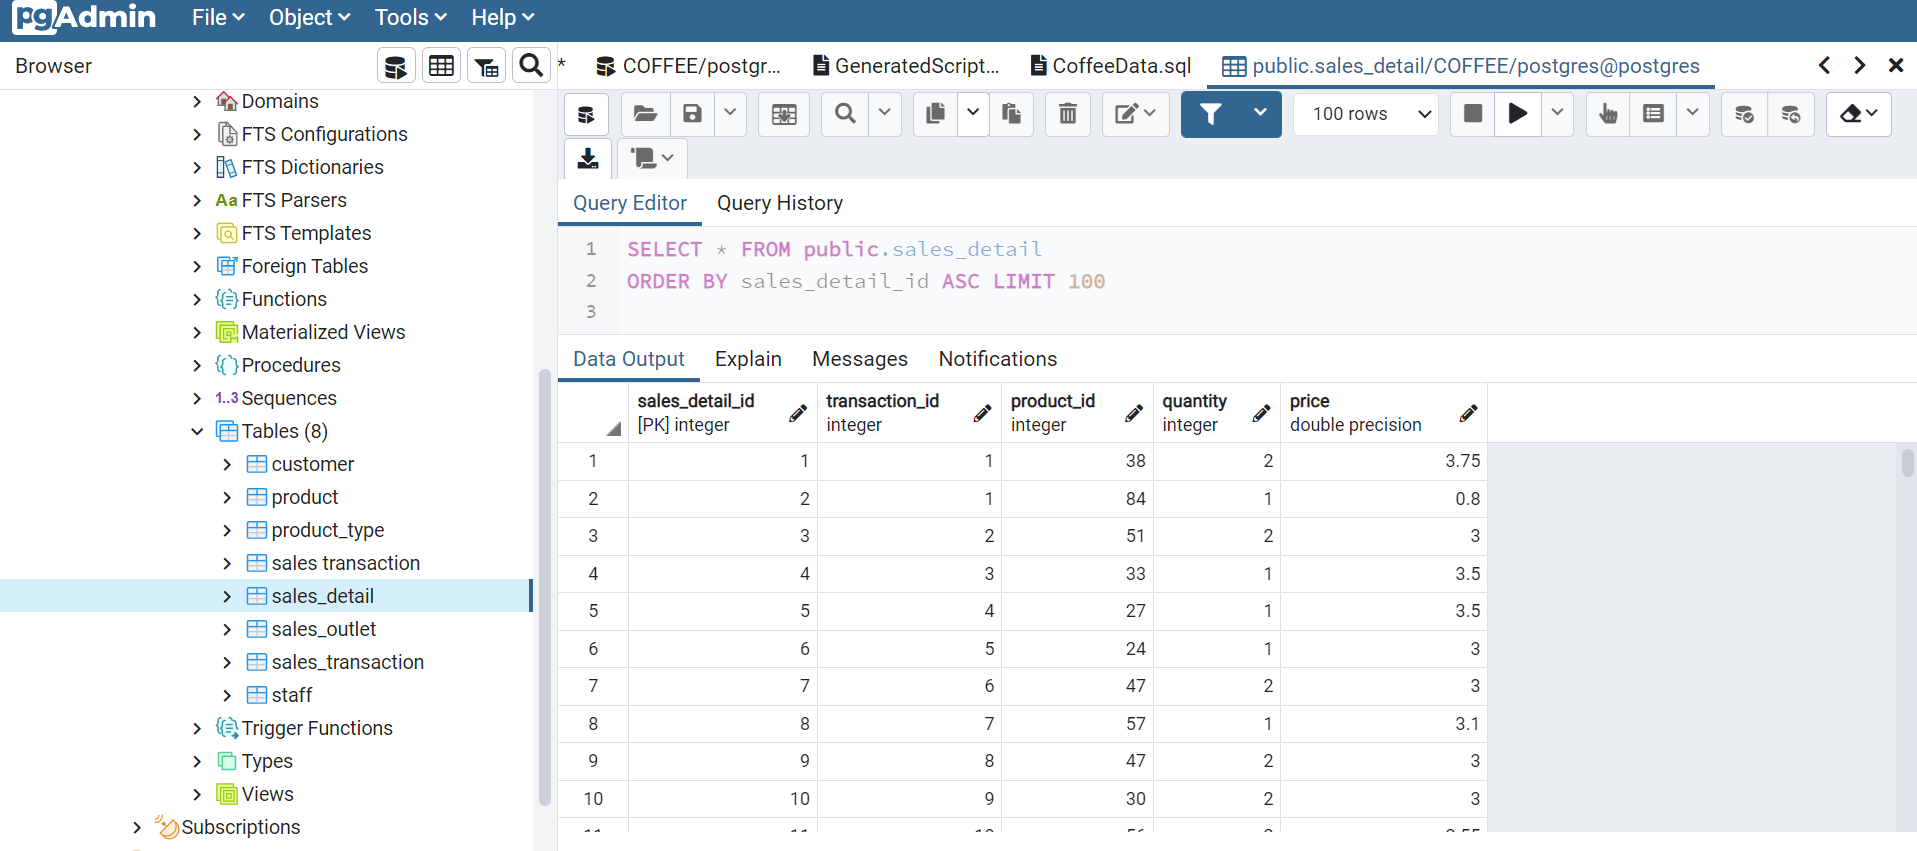 pgAdmin File Object Tools Help
Browser
* COFFEE/postgr... GeneratedScript... CoffeeData.sql public.sales_detail/COFFEE/postgres@postgres
100 rows
Domains
FTS Configurations
FTS Dictionaries
Aa FTS Parsers
FTS Templates
Foreign Tables
Functions
Materialized Views
Procedures
1..3 Sequences
Tables (8)
customer
product
product_type
sales transaction
sales_detail
sales_outlet
sales_transaction
staff
Trigger Functions
Types
Views
Subscriptions
Query Editor Query History
1 SELECT * FROM public.sales_detail
2 ORDER BY sales_detail_id ASC LIMIT 100
3
Data Output Explain Messages Notifications
sales_detail_id transaction_id product_id quantity price
[PK] integer integer integer integer double precision
1 1 1 38 2 3.75
2 2 1 84 1 0.8
3 3 2 51 2 3
4 4 3 33 1 3.5
5 5 4 27 1 3.5
6 6 5 24 1 3
7 7 6 47 2 3
8 8 7 57 1 3.1
9 9 8 47 2 3
10 10 9 30 2 3